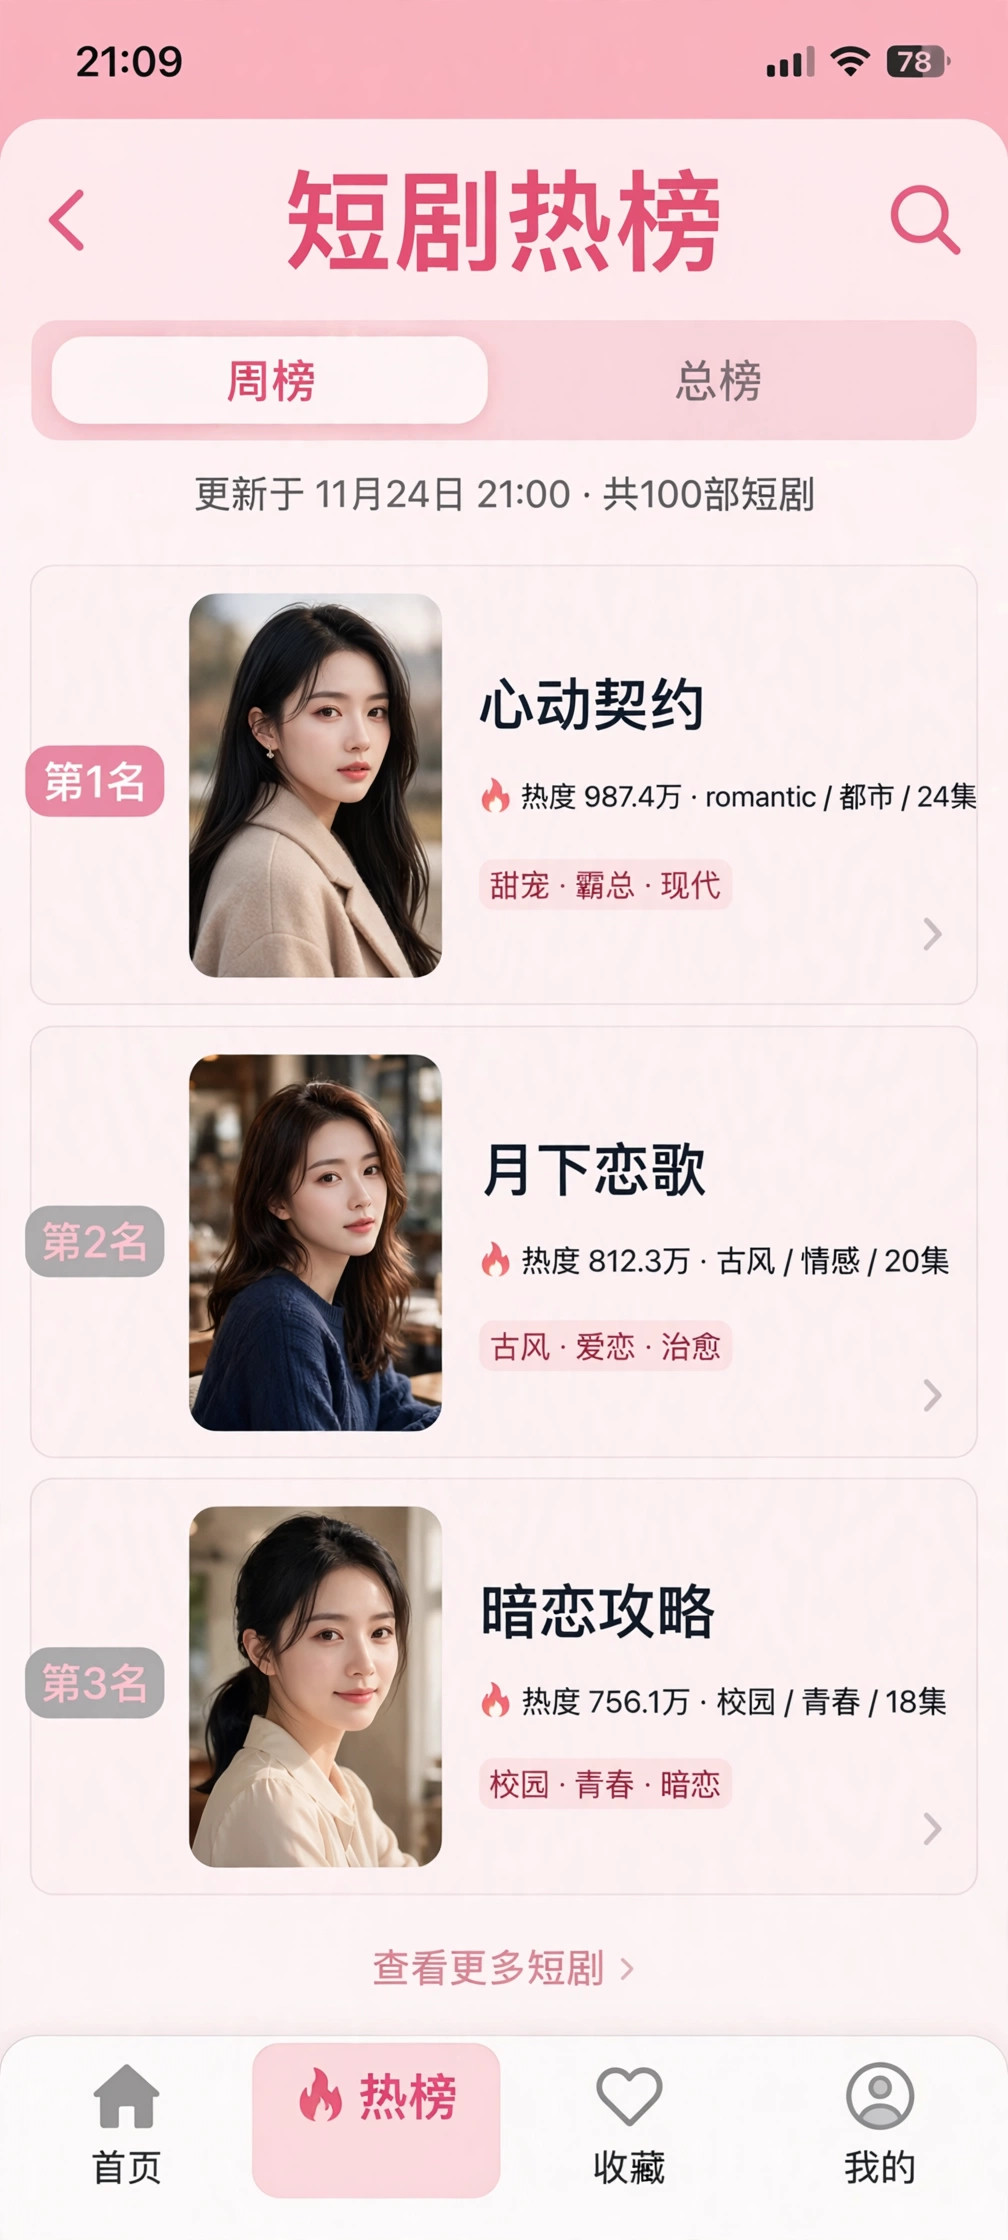 21:09
78
短剧热榜
周榜
总榜
更新于 11月24日 21:00 · 共100部短剧
第1名
心动契约
热度 987.4万 · romantic / 都市 / 24集
甜宠 · 霸总 · 现代
第2名
月下恋歌
热度 812.3万 · 古风 / 情感 / 20集
古风 · 爱恋 · 治愈
第3名
暗恋攻略
热度 756.1万 · 校园 / 青春 / 18集
校园 · 青春 · 暗恋
查看更多短剧 >
首页
热榜
收藏
我的